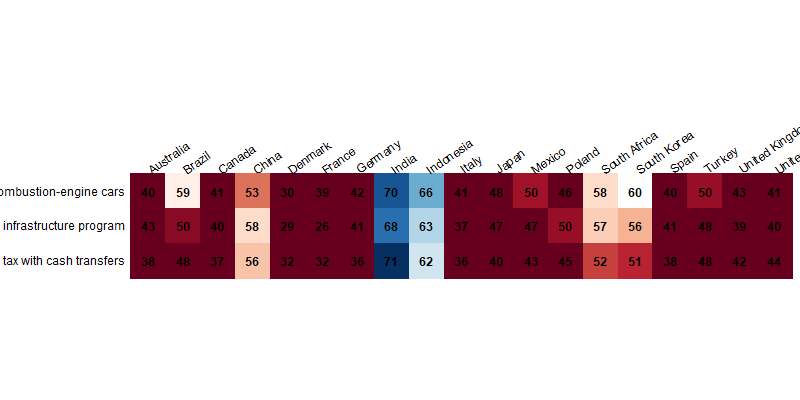 Australia Brazil Canada China Denmark France Germany India Indonesia Italy Japan Mexico Poland South Africa South Korea Spain Turkey United
combustion-engine cars 40 59 41 53 30 39 42 70 66 41 48 50 46 58 60 40 50 43 41
infrastructure program 43 50 40 58 29 26 41 68 63 37 47 47 50 57 56 41 48 39 40
tax with cash transfers 38 48 37 56 32 32 36 71 62 36 40 43 45 52 51 38 48 42 44